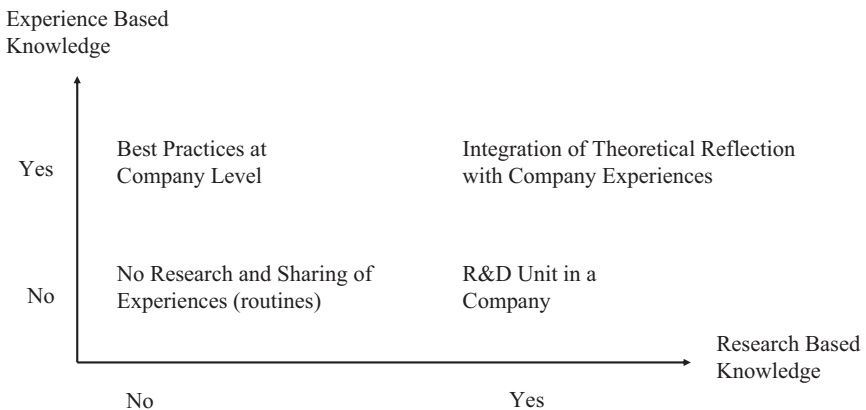 Experience Based
Knowledge
Yes
Best Practices at
Company Level
Integration of Theoretical Reflection
with Company Experiences
No
No Research and Sharing of
Experiences (routines)
R&D Unit in a
Company
Research Based
Knowledge
No
Yes